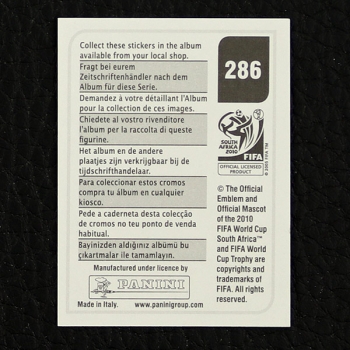 Collect these stickers in the album
available from your local shop.
Fragt bei eurem
Zeitschriftenhändler nach dem
Album für diese Serie.
Demandez à votre détaillant l'Album
pour la collection de ces images.
Chiedete al vostro rivenditore
l'album per la raccolta di queste
figurine.
Het album en de andere
plaatjes zijn verkrijgbaar bij de
tijdschrifthandelaar.
Para coleccionar estos cromos
compra tu álbum en cualquier
kiosco.
Pede a caderneta desta colecção
de cromos no teu ponto de venda
habitual.
Bayinizden aldığınız albümü bu
çıkartmalar ile tamamlayın.
Manufactured under licence by
PANINI
Made in Italy. www.paninigroup.com
286
SOUTH AFRICA
2010
FIFA
OFFICIAL LICENSED
PRODUCT
© The Official
Emblem and
Official Mascot
of the 2010
FIFA World Cup
South Africa™
and FIFA World
Cup Trophy are
copyrights and
trademarks of
FIFA. All rights
reserved.